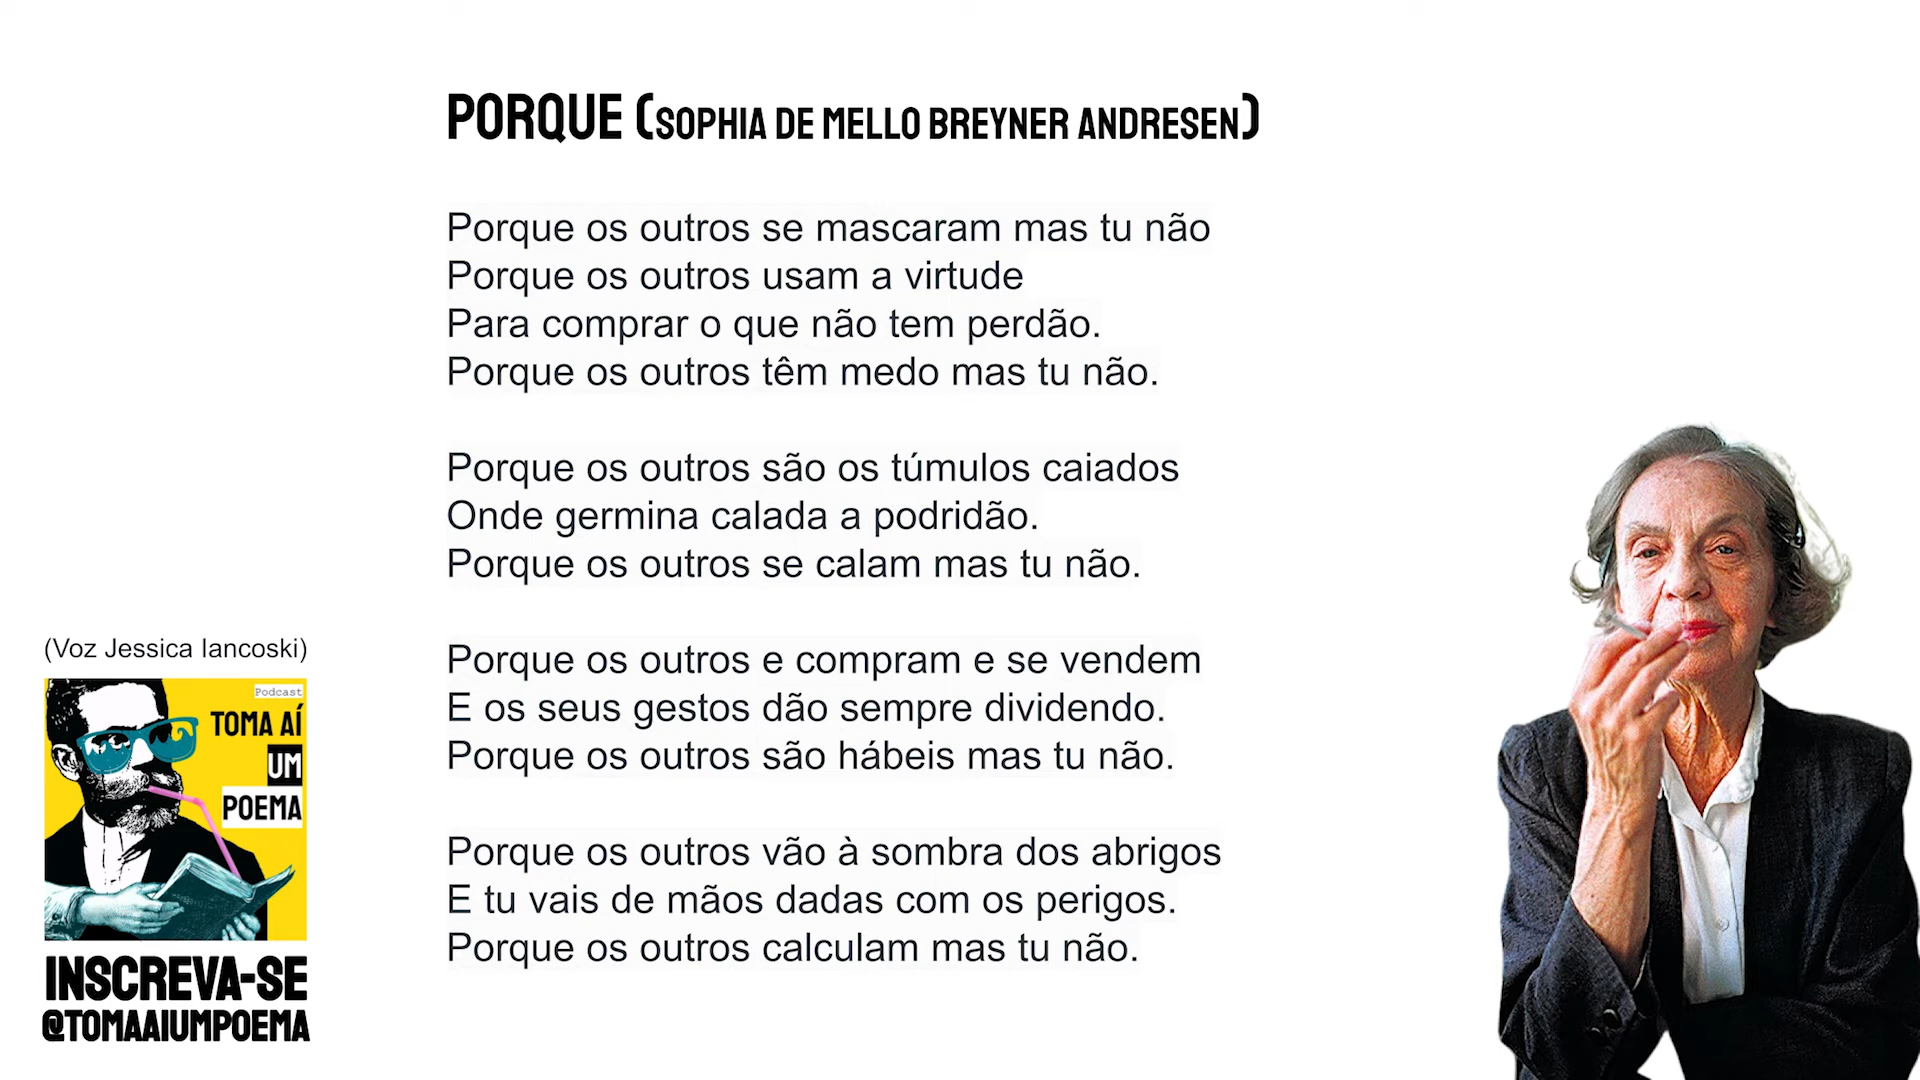 PORQUE (SOPHIA DE MELLO BREYNER ANDRESEN)
Porque os outros se mascaram mas tu não
Porque os outros usam a virtude
Para comprar o que não tem perdão.
Porque os outros têm medo mas tu não.
Porque os outros são os túmulos caiados
Onde germina calada a podridão.
Porque os outros se calam mas tu não.
Porque os outros e compram e se vendem
E os seus gestos dão sempre dividendo.
Porque os outros são hábeis mas tu não.
Porque os outros vão à sombra dos abrigos
E tu vais de mãos dadas com os perigos.
Porque os outros calculam mas tu não.
(Voz Jessica Iancoski)
Podcast
TOMA AÍ
UM
POEMA
INSCREVA-SE
@TOMAAIUMPOEMA